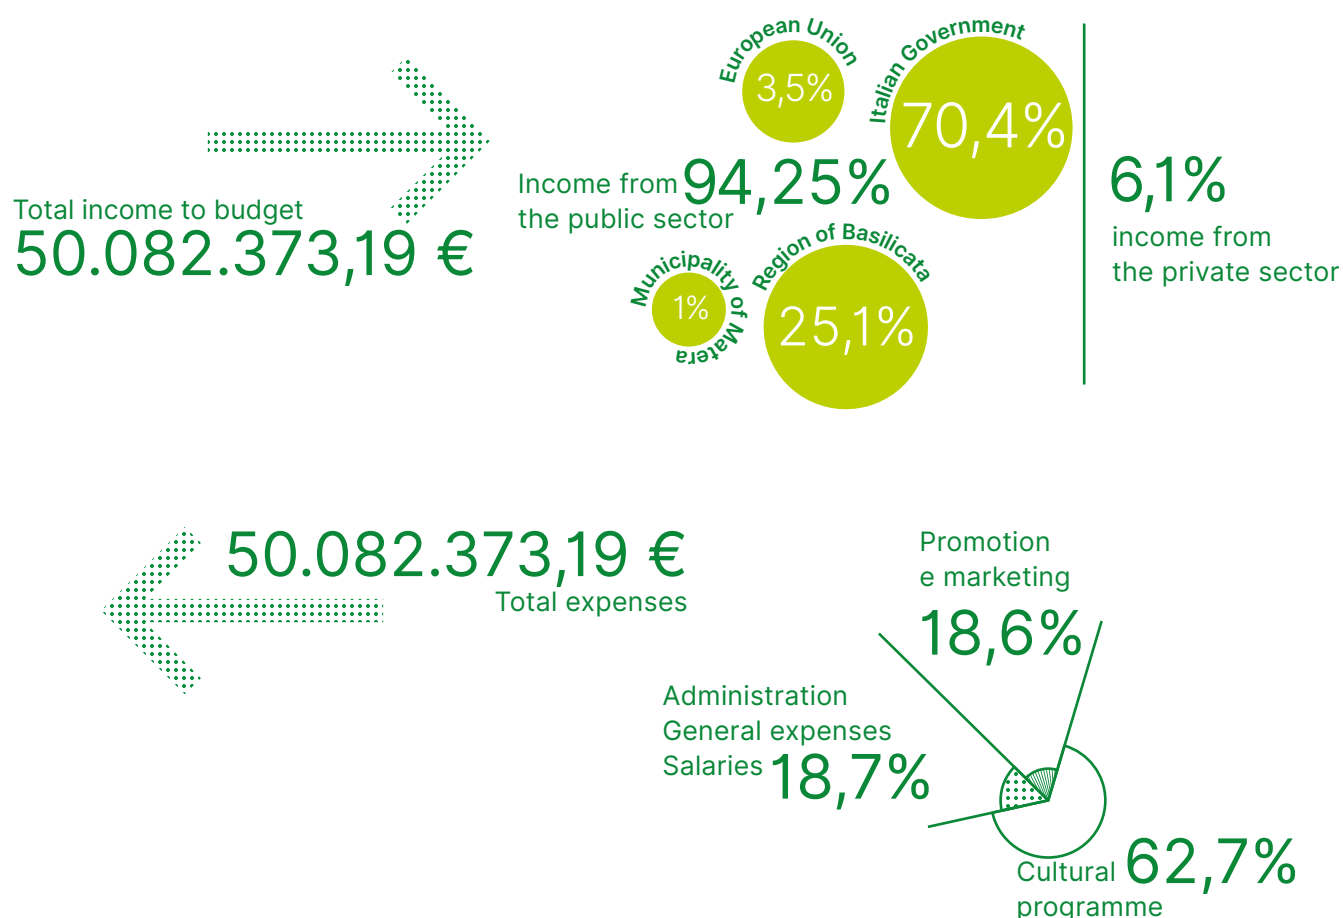 Total income to budget
50.082.373,19 €
Income from 94,25%
the public sector
European Union
3,5%
Italian Government
70,4%
Municipality of Matera
1%
Region of Basilicata
25,1%
6,1%
income from
the private sector
50.082.373,19 €
Total expenses
Promotion
e marketing
18,6%
Administration
General expenses
Salaries 18,7%
Cultural 62,7%
programme